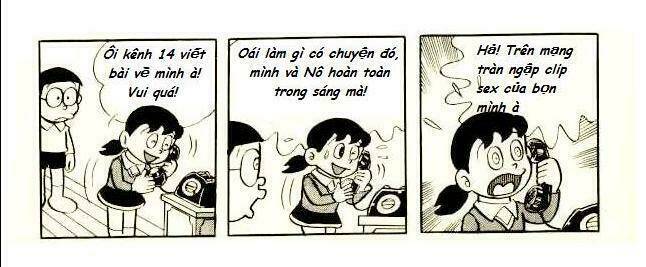 Ôi kênh 14 viết
bài về mình à!
Vui quá!
Oái làm gì có chuyện đó,
mình và Nô hoàn toàn
trong sáng mà!
Hả! Trên mạng
tràn ngập clip
sex của bọn
mình à